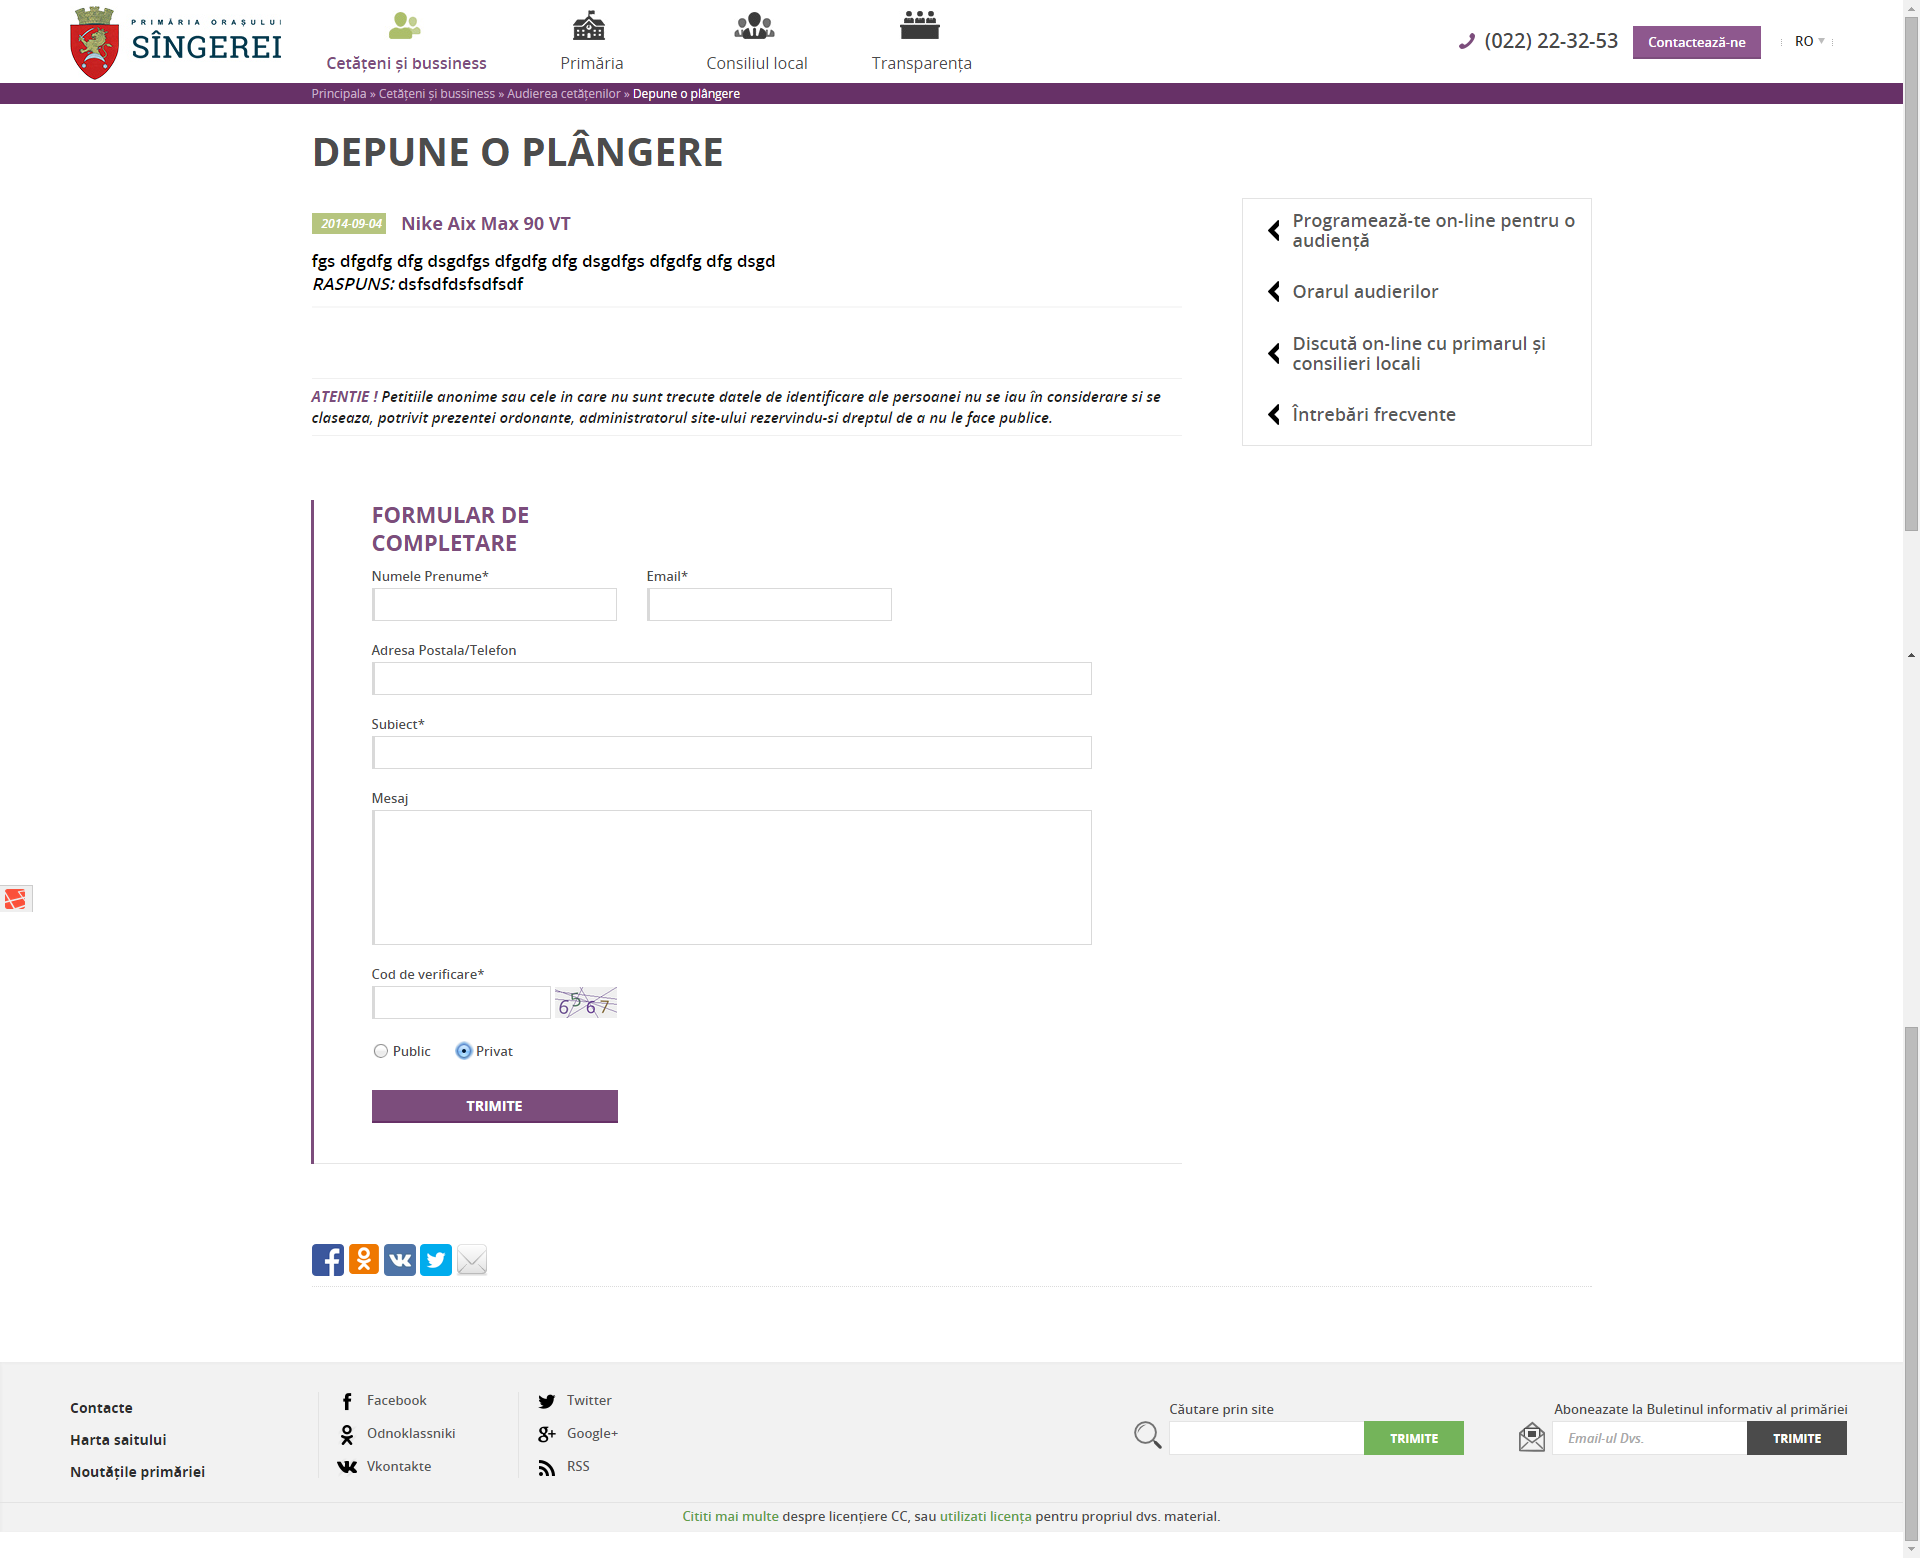 PRIMĂRIA ORAȘULUI
SÎNGEREI
Cetățeni și bussiness
Primăria
Consiliul local
Transparența
(022) 22-32-53
Contactează-ne
RO
Principala » Cetățeni și bussiness » Audierea cetățenilor » Depune o plângere
DEPUNE O PLÂNGERE
2014-09-04 Nike Aix Max 90 VT
fgs dfgdfg dfg dsgdfgs dfgdfg dfg dsgdfgs dfgdfg dfg dsgd
RASPUNS: dsfsdfdsfsdfsdf
ATENTIE ! Petitiile anonime sau cele in care nu sunt trecute datele de identificare ale persoanei nu se iau în considerare si se
claseaza, potrivit prezentei ordonante, administratorul site-ului rezervindu-si dreptul de a nu le face publice.
Programează-te on-line pentru o
audiență
Orarul audierilor
Discută on-line cu primarul și
consilieri locali
Întrebări frecvente
FORMULAR DE
COMPLETARE
Numele Prenume*
Email*
Adresa Postala/Telefon
Subiect*
Mesaj
Cod de verificare*
6567
Public
Privat
TRIMITE
Contacte
Harta saitului
Noutățile primăriei
Facebook
Odnoklassniki
Vkontakte
Twitter
Google+
RSS
Căutare prin site
TRIMITE
Aboneazate la Buletinul informativ al primăriei
Email-ul Dvs.
TRIMITE
Cititi mai multe despre licențiere CC, sau utilizati licența pentru propriul dvs. material.